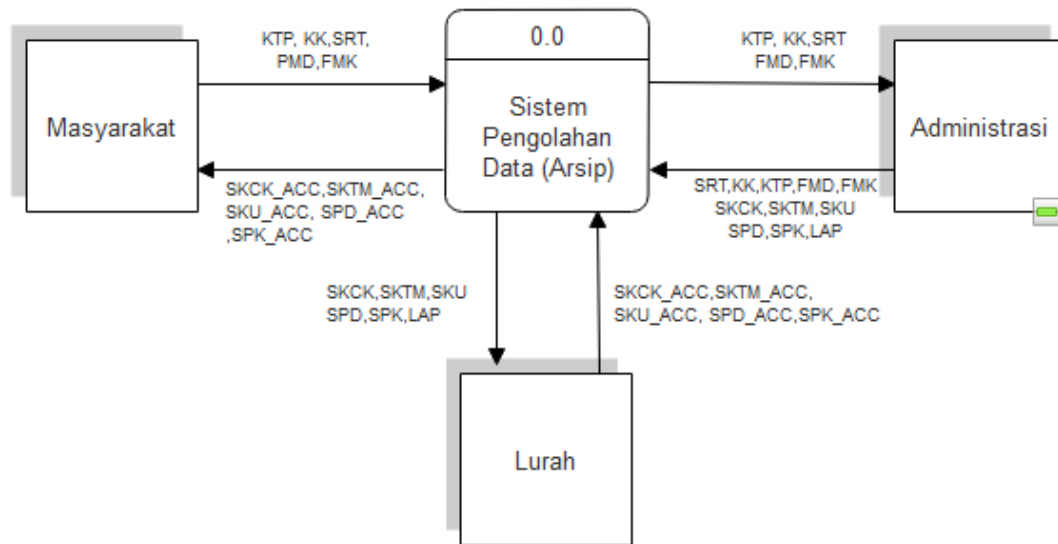 KTP, KK,SRT,
PMD,FMK
0.0
KTP, KK,SRT
FMD,FMK
Masyarakat
Sistem
Pengolahan
Data (Arsip)
Administrasi
SKCK_ACC,SKTM_ACC,
SKU_ACC, SPD_ACC
,SPK_ACC
SRT,KK,KTP,FMD,FMK
SKCK,SKTM,SKU
SPD,SPK,LAP
SKCK,SKTM,SKU
SPD,SPK,LAP
SKCK_ACC,SKTM_ACC,
SKU_ACC, SPD_ACC,SPK_ACC
Lurah